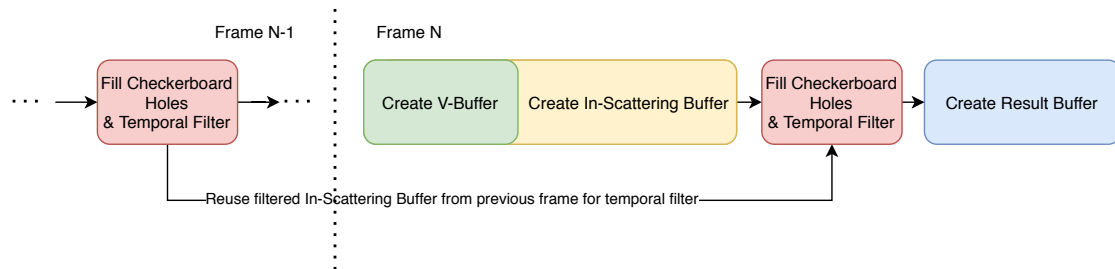 Frame N-1
Frame N
...
Fill Checkerboard
Holes
& Temporal Filter
...
Create V-Buffer
Create In-Scattering Buffer
Fill Checkerboard
Holes
& Temporal Filter
Create Result Buffer
Reuse filtered In-Scattering Buffer from previous frame for temporal filter